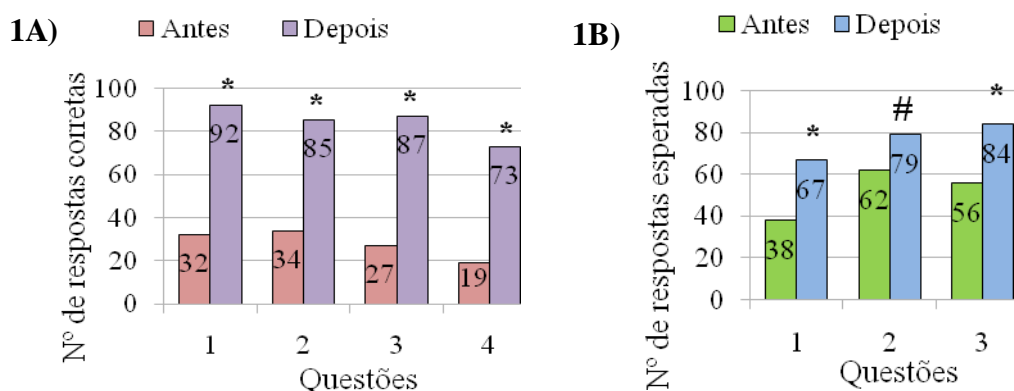 1A)
Antes Depois
Nº de respostas corretas
100
80
60
40
20
0
* * * *
92 85 87 73
32 34 27 19
1 2 3 4
Questões
1B)
Antes Depois
Nº de respostas esperadas
100
80
60
40
20
0
* # *
67 79 84
38 62 56
1 2 3
Questões